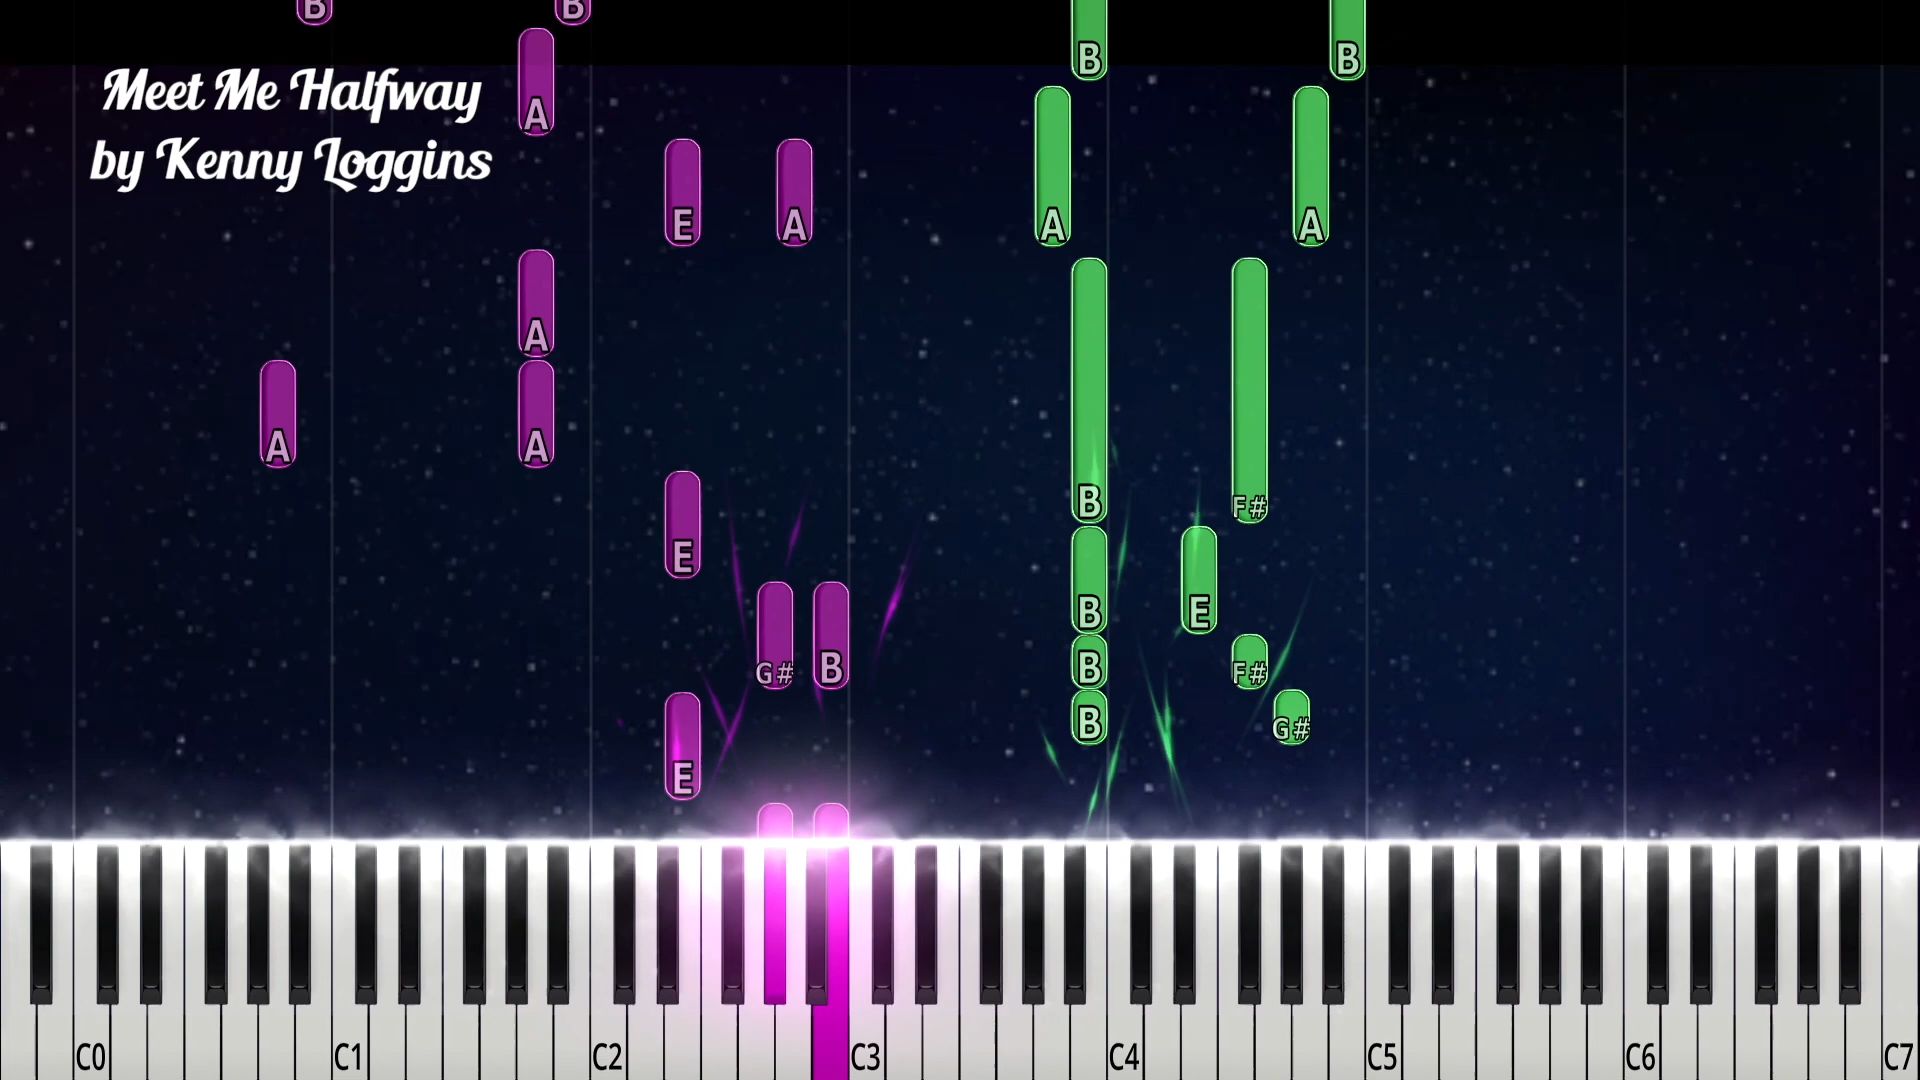 B B B B
Meet Me Halfway
by Kenny Loggins
A A A
E A A A
A
A A
B F#
E
B E
G# B B F#
B G#
E
C0 C1 C2 C3 C4 C5 C6 C7